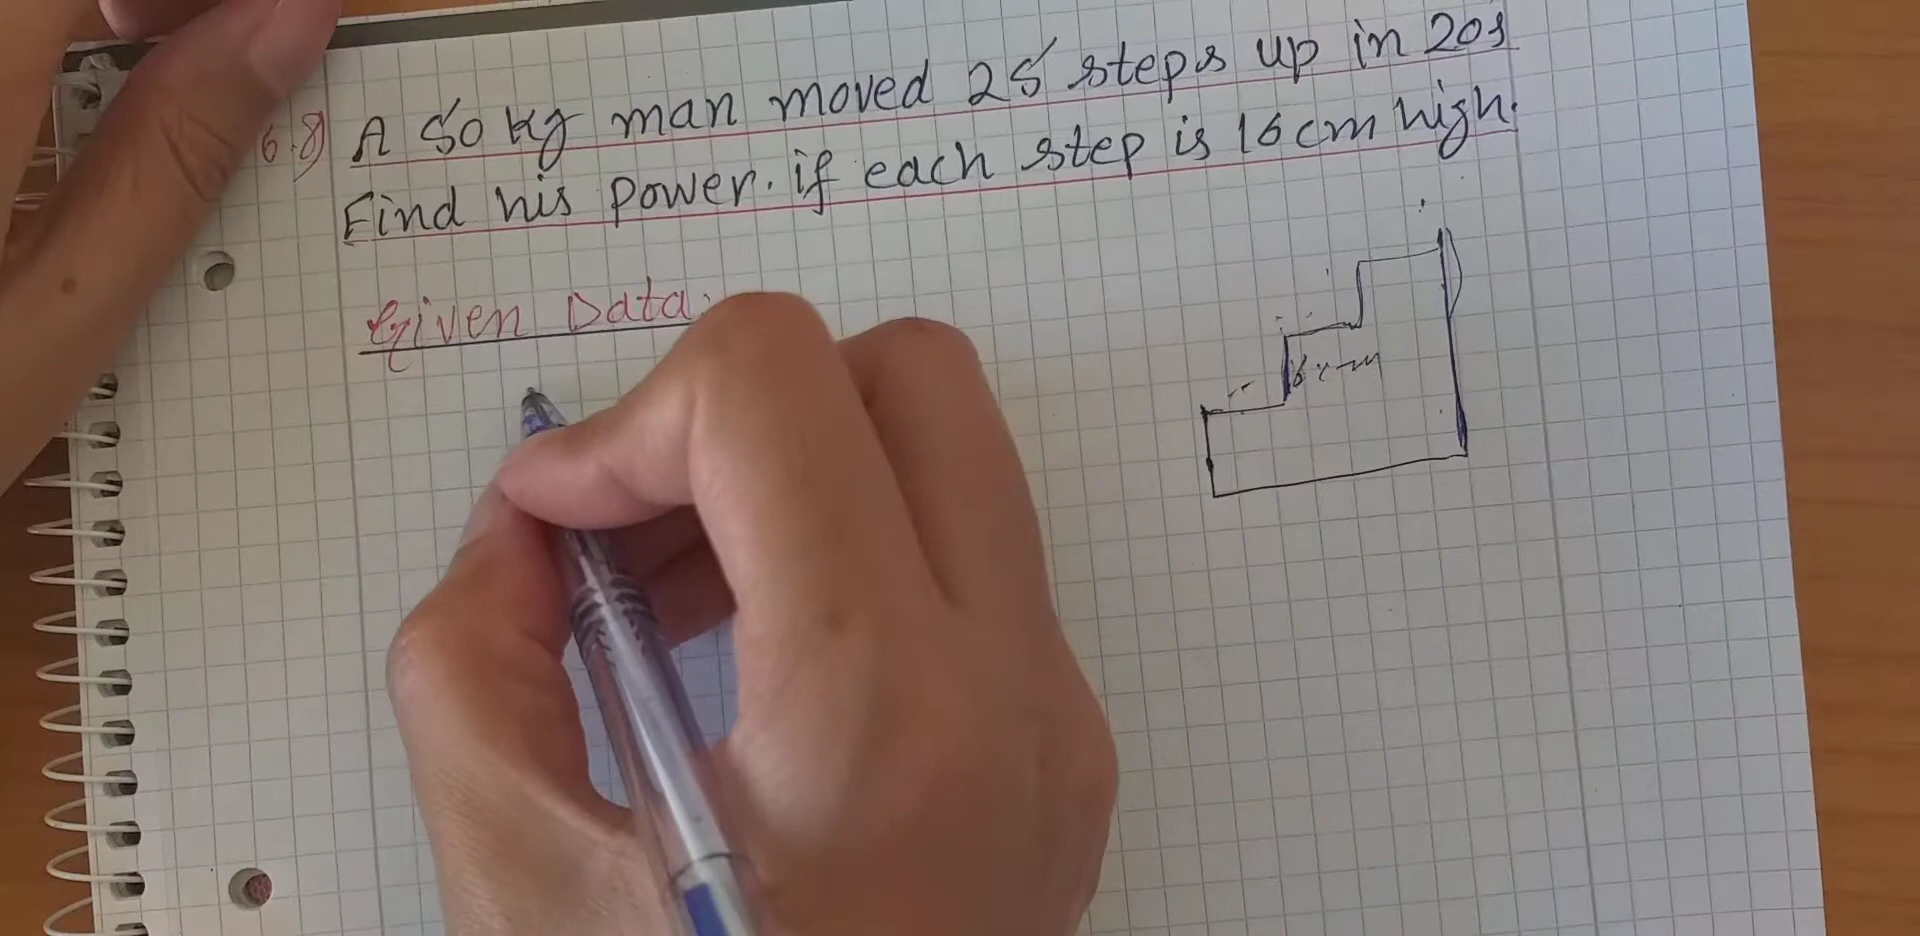 6.8) A 50 kg man moved 25 steps up in 20s
Find his power. if each step is 16cm high.
Given Data:
16 cm